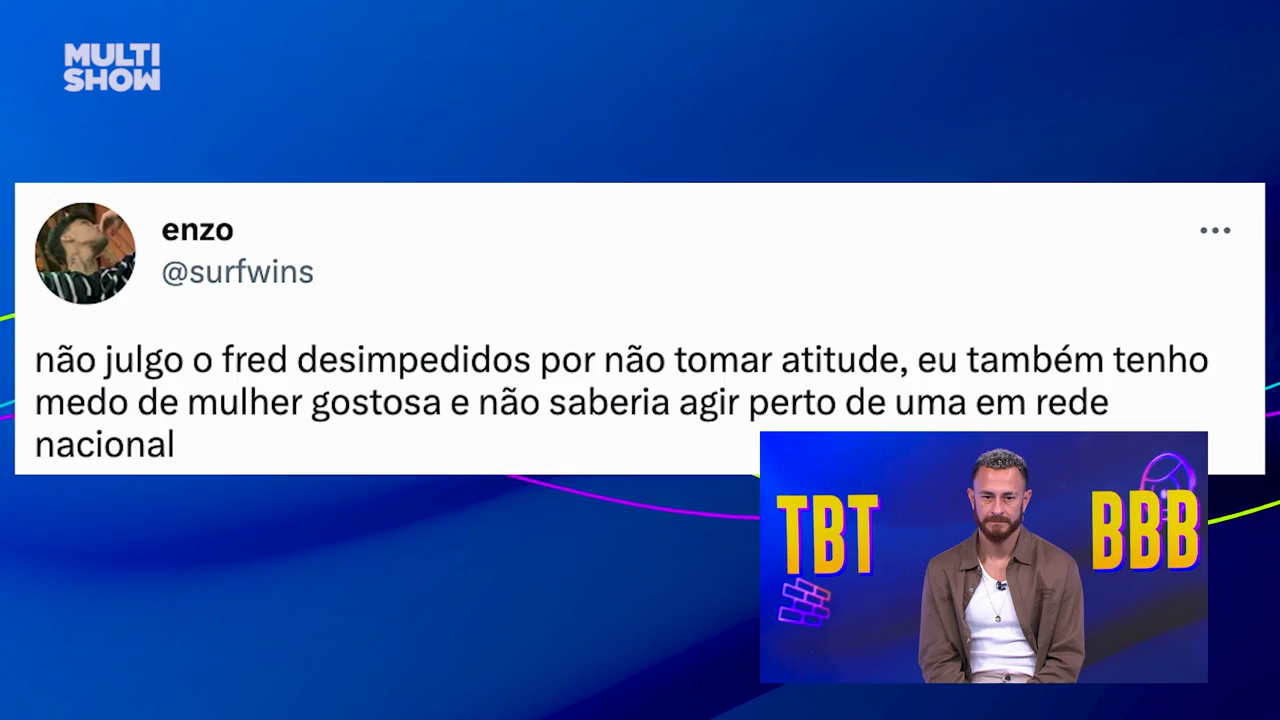 MULTI
SHOW
enzo
@surfwins
não julgo o fred desimpedidos por não tomar atitude, eu também tenho
medo de mulher gostosa e não saberia agir perto de uma em rede
nacional
TBT
BBB